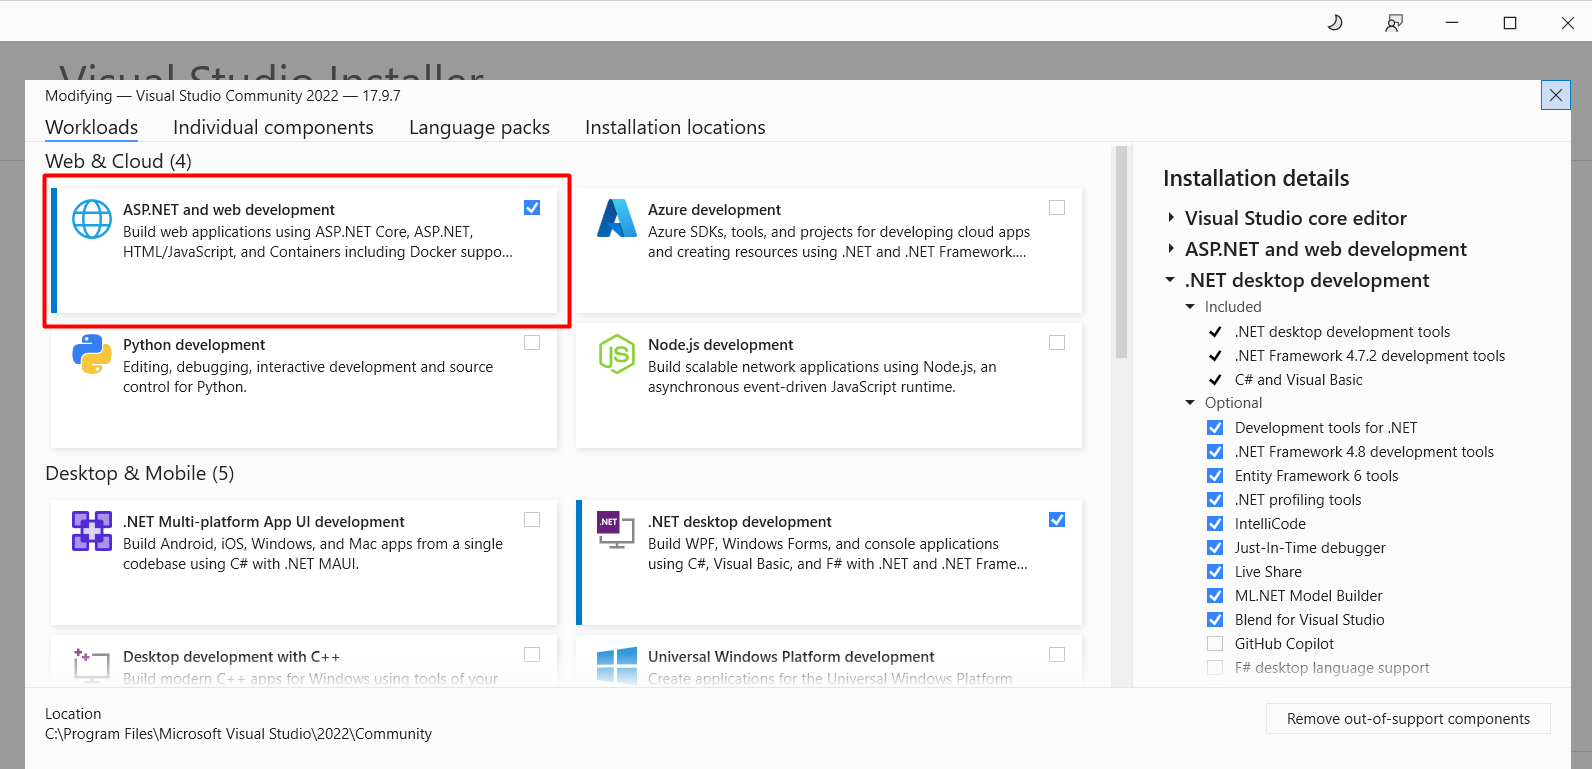 Visual Studio Installer
Modifying — Visual Studio Community 2022 — 17.9.7
Workloads
Individual components
Language packs
Installation locations
Web & Cloud (4)
ASP.NET and web development
Build web applications using ASP.NET Core, ASP.NET,
HTML/JavaScript, and Containers including Docker suppo...
Azure development
Azure SDKs, tools, and projects for developing cloud apps
and creating resources using .NET and .NET Framework....
Python development
Editing, debugging, interactive development and source
control for Python.
JS
Node.js development
Build scalable network applications using Node.js, an
asynchronous event-driven JavaScript runtime.
Desktop & Mobile (5)
.NET Multi-platform App UI development
Build Android, iOS, Windows, and Mac apps from a single
codebase using C# with .NET MAUI.
.NET
.NET desktop development
Build WPF, Windows Forms, and console applications
using C#, Visual Basic, and F# with .NET and .NET Frame...
Desktop development with C++
Build modern C++ apps for Windows using tools of your
Universal Windows Platform development
Create applications for the Universal Windows Platform
Installation details
Visual Studio core editor
ASP.NET and web development
.NET desktop development
Included
.NET desktop development tools
.NET Framework 4.7.2 development tools
C# and Visual Basic
Optional
Development tools for .NET
.NET Framework 4.8 development tools
Entity Framework 6 tools
.NET profiling tools
IntelliCode
Just-In-Time debugger
Live Share
ML.NET Model Builder
Blend for Visual Studio
GitHub Copilot
F# desktop language support
Location
C:\Program Files\Microsoft Visual Studio\2022\Community
Remove out-of-support components